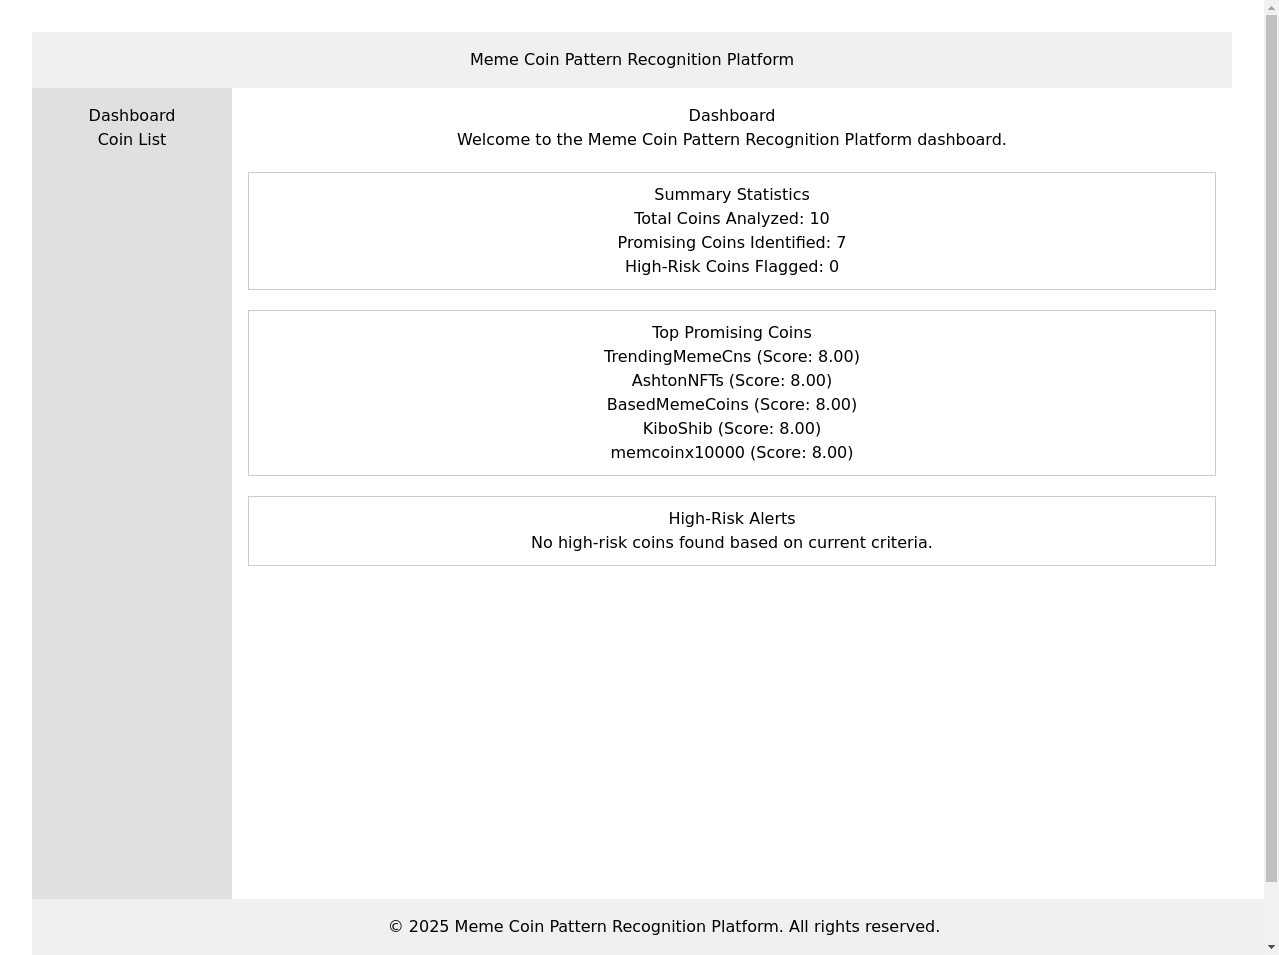 Meme Coin Pattern Recognition Platform
Dashboard
Coin List
Dashboard
Welcome to the Meme Coin Pattern Recognition Platform dashboard.
Summary Statistics
Total Coins Analyzed: 10
Promising Coins Identified: 7
High-Risk Coins Flagged: 0
Top Promising Coins
TrendingMemeCns (Score: 8.00)
AshtonNFTs (Score: 8.00)
BasedMemeCoins (Score: 8.00)
KiboShib (Score: 8.00)
memcoinx10000 (Score: 8.00)
High-Risk Alerts
No high-risk coins found based on current criteria.
© 2025 Meme Coin Pattern Recognition Platform. All rights reserved.